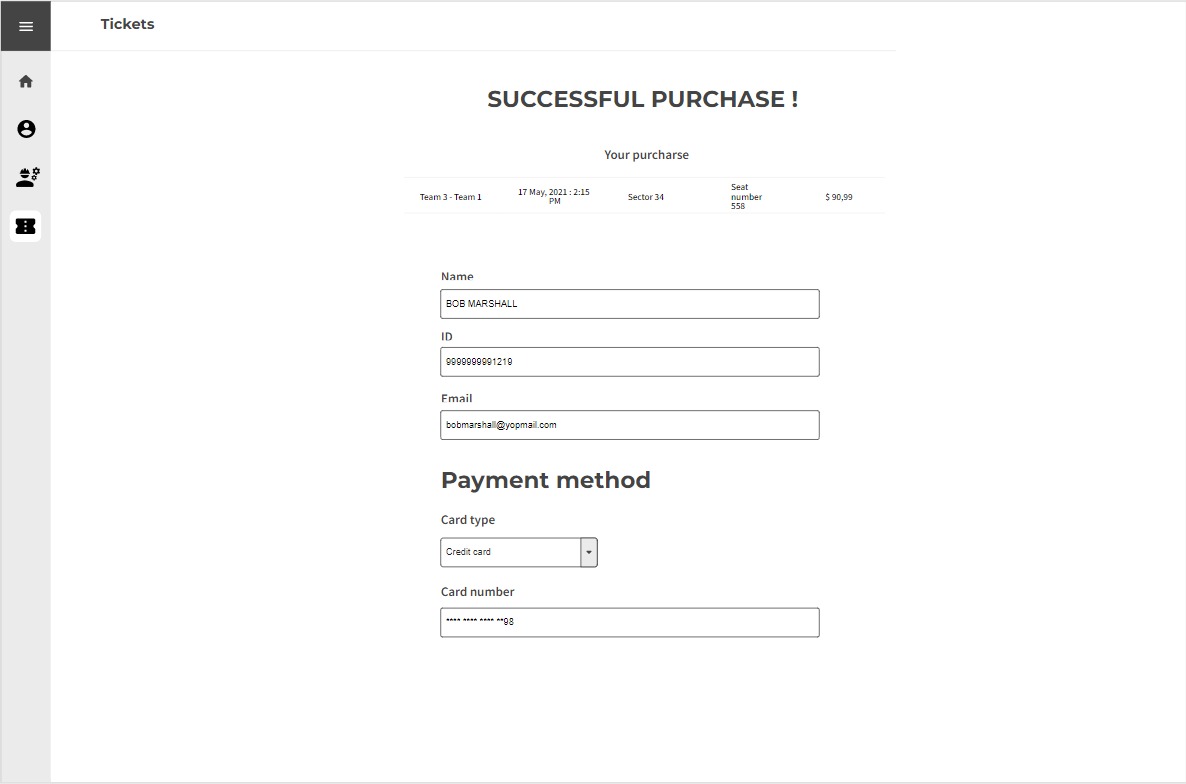 Tickets
SUCCESSFUL PURCHASE !
Your purcharse
Team 3 - Team 1
17 May, 2021 : 2:15
PM
Sector 34
Seat
number
558
$ 90,99
Name
BOB MARSHALL
ID
9999999991219
Email
bobmarshall@yopmail.com
Payment method
Card type
Credit card
Card number
**** **** **** **98